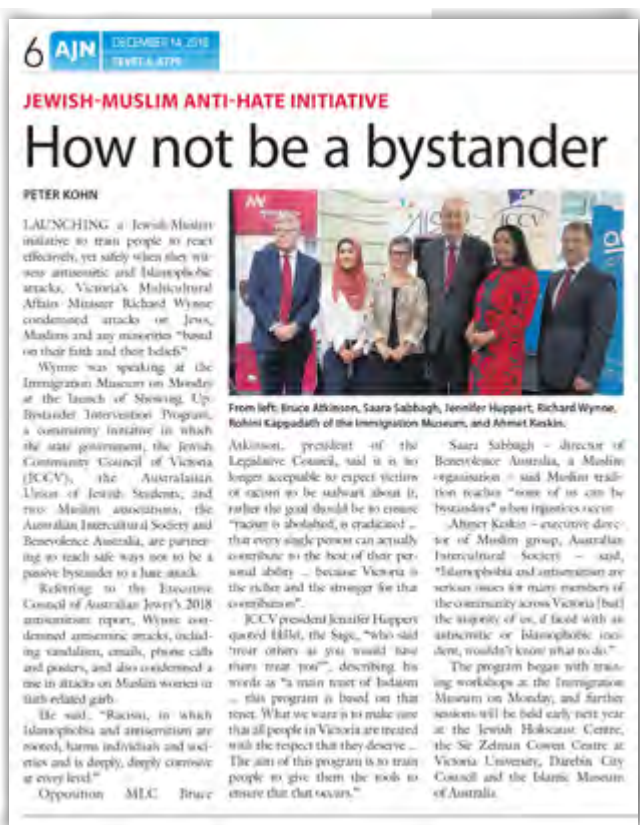 6 AJN DECEMBER 14, 2018
JEWISH-MUSLIM ANTI-HATE INITIATIVE
How not be a bystander
PETER KOHN
LAUNCHING a Jewish-Muslim
initiative to train people to react
effectively, yet safely when they wit-
ness antisemitic and Islamophobic
attacks, Victoria's Multicultural
Affairs Minister Richard Wynne
condemned attacks on Jews,
Muslims and any minorities "based
on their faith and their beliefs".
Wynne was speaking at the
Immigration Museum on Monday
at the launch of Showing Up:
Bystander Intervention Program,
a community initiative in which
the state government, the Jewish
Community Council of Victoria
(JCCV), the Australasian
Union of Jewish Students, and
two Muslim associations, the
Australian Intercultural Society and
Benevolence Australia, are partner-
ing to teach safe ways not to be a
passive bystander to a hate attack.
Referring to the Executive
Council of Australian Jewry's 2018
antisemitism report, Wynne con-
demned antisemitic attacks, includ-
ing vandalism, emails, phone calls
and posters, and also condemned a
rise in attacks on Muslim women in
faith-related garb.
He said, "Racism, in which
Islamophobia and antisemitism are
rooted, harms individuals and soci-
eties and is deeply, deeply corrosive
at every level."
Opposition MLC Bruce
AIS
JCCV
From left: Bruce Atkinson, Saara Sabbagh, Jennifer Huppert, Richard Wynne,
Rohini Kappadath of the Immigration Museum, and Ahmet Keskin.
Atkinson, president of the
Legislative Council, said it is no
longer acceptable to expect victims
of racism to be stalwart about it,
rather the goal should be to ensure
"racism is abolished, is eradicated ...
that every single person can actually
contribute to the best of their per-
sonal ability ... because Victoria is
the richer and the stronger for that
contribution".
JCCV president Jennifer Huppert
quoted Hillel, the Sage, "who said
'treat others as you would have
them treat you'", describing his
words as "a main tenet of Judaism
... this program is based on that
tenet. What we want is to make sure
that all people in Victoria are treated
with the respect that they deserve ...
The aim of this program is to train
people to give them the tools to
ensure that that occurs."
Saara Sabbagh – director of
Benevolence Australia, a Muslim
organisation – said Muslim tradi-
tion teaches "none of us can be
bystanders" when injustices occur.
Ahmet Keskin – executive direc-
tor of Muslim group, Australian
Intercultural Society – said,
"Islamophobia and antisemitism are
serious issues for many members of
the community across Victoria [but]
the majority of us, if faced with an
antisemitic or Islamophobic inci-
dent, wouldn't know what to do."
The program began with train-
ing workshops at the Immigration
Museum on Monday, and further
sessions will be held early next year
at the Jewish Holocaust Centre,
the Sir Zelman Cowen Centre at
Victoria University, Darebin City
Council and the Islamic Museum
of Australia.